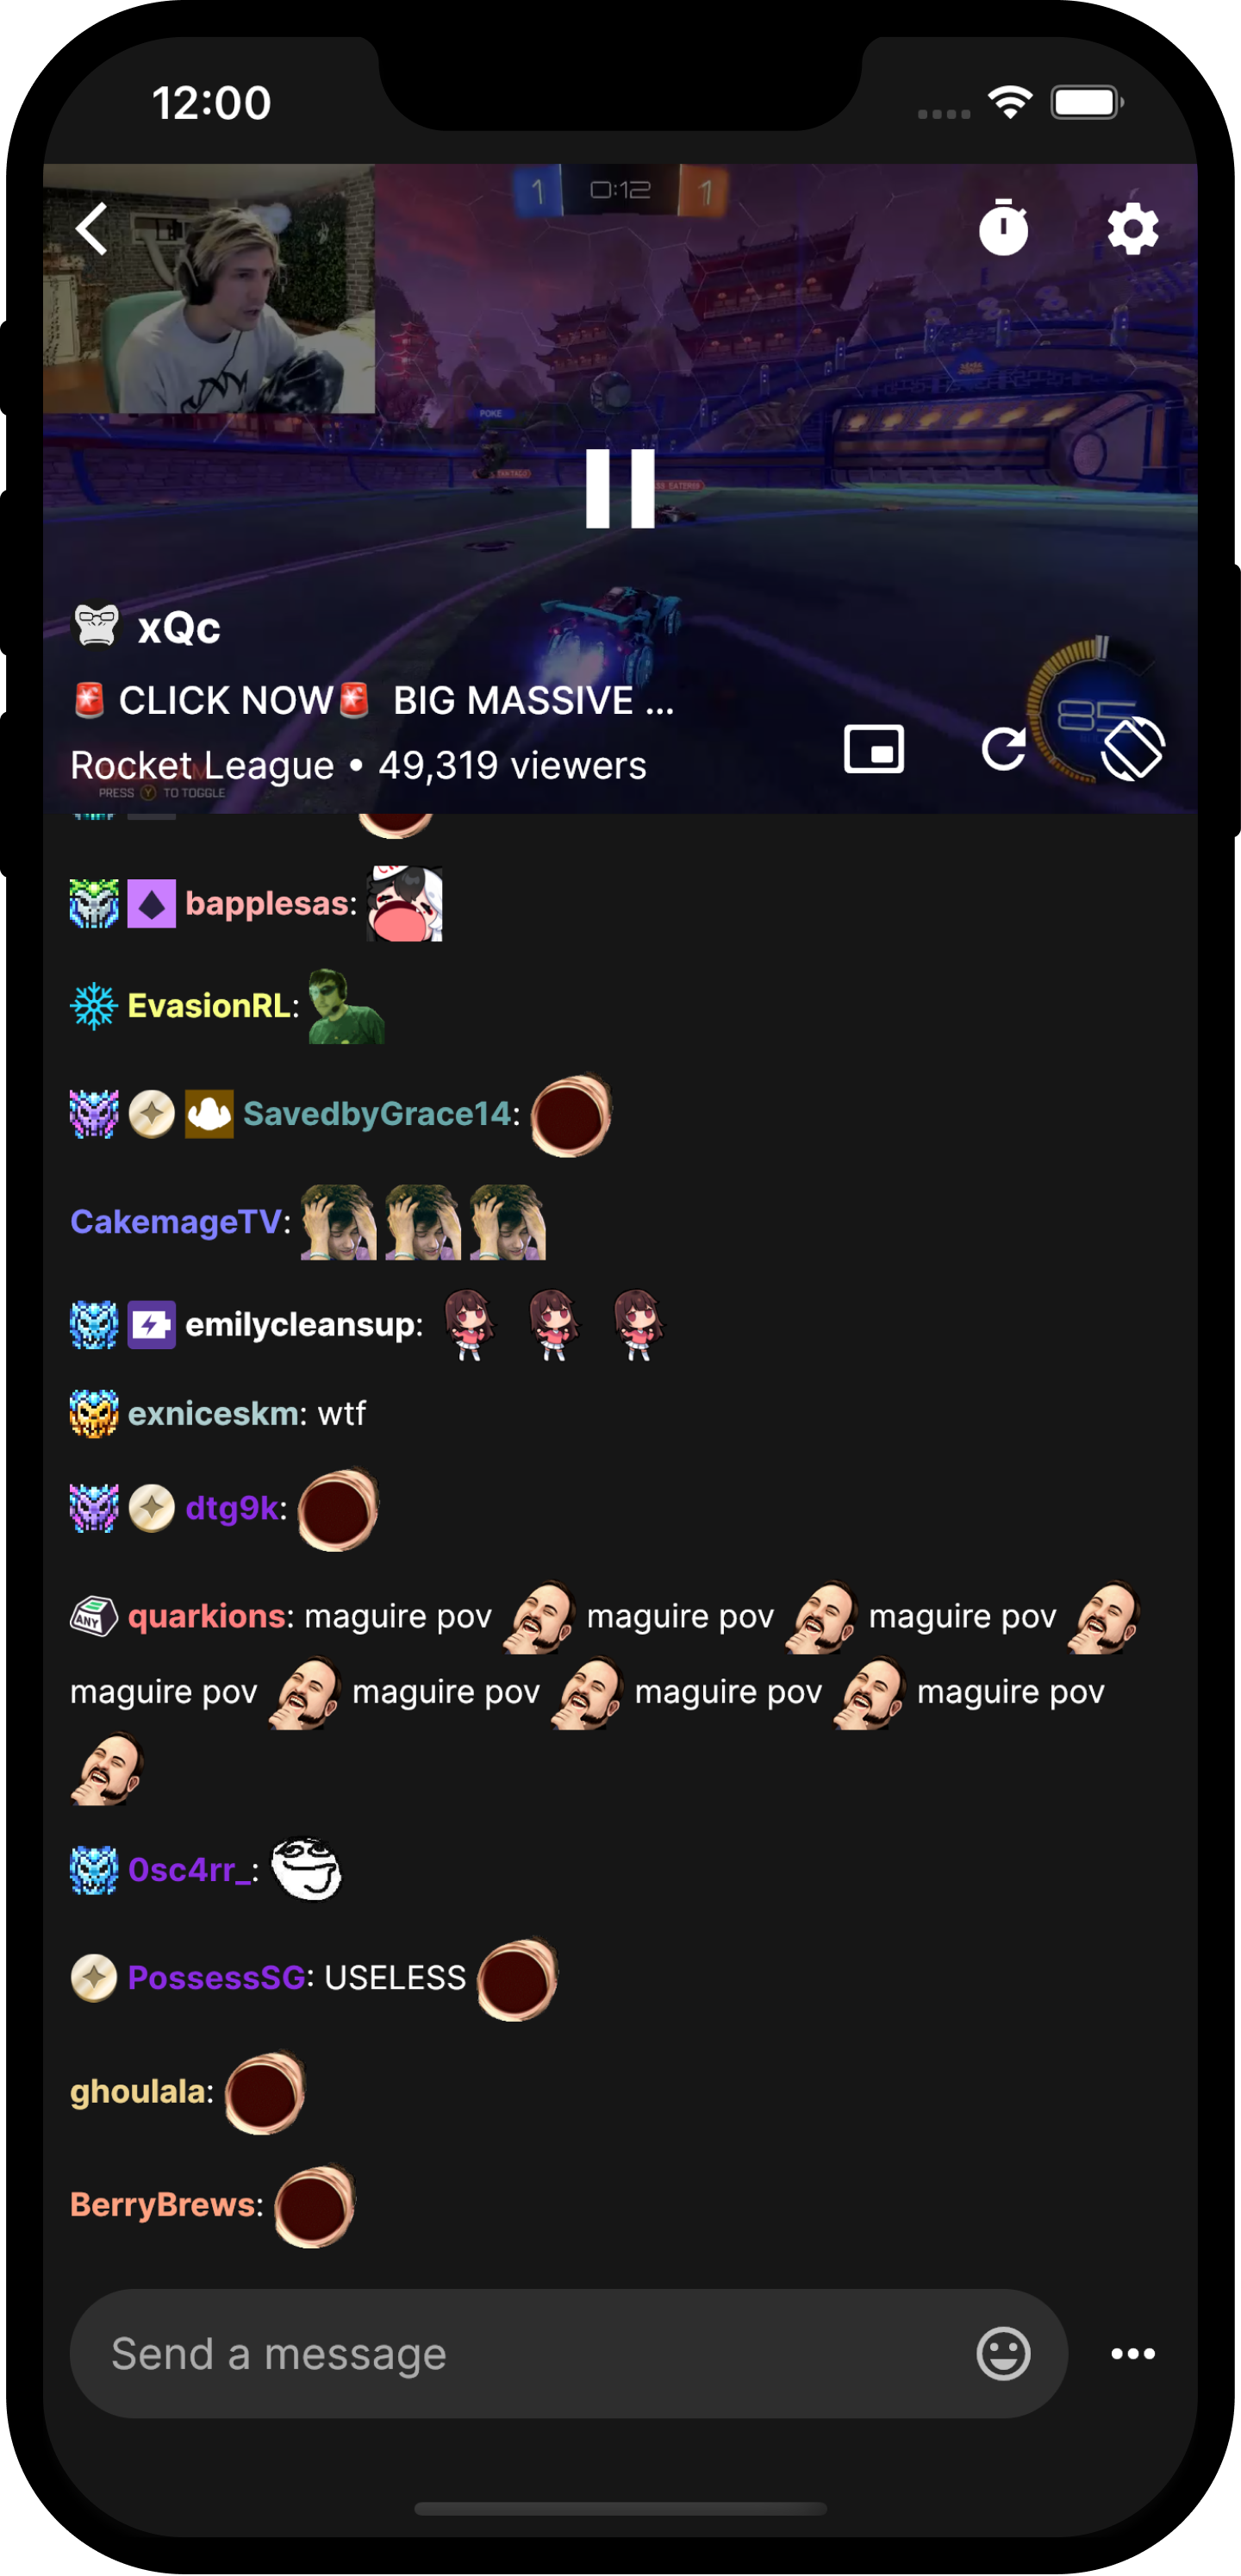 12:00
1 0:12 1
POKE
xQc
🚨 CLICK NOW🚨 BIG MASSIVE ...
85
Rocket League • 49,319 viewers
PRESS Y TO TOGGLE
bapplesas:
EvasionRL:
SavedbyGrace14:
CakemageTV:
emilycleansup:
exniceskm: wtf
dtg9k:
ANY quarkions: maguire pov maguire pov maguire pov
maguire pov maguire pov maguire pov maguire pov
0sc4rr_:
PossessSG: USELESS
ghoulala:
BerryBrews:
Send a message